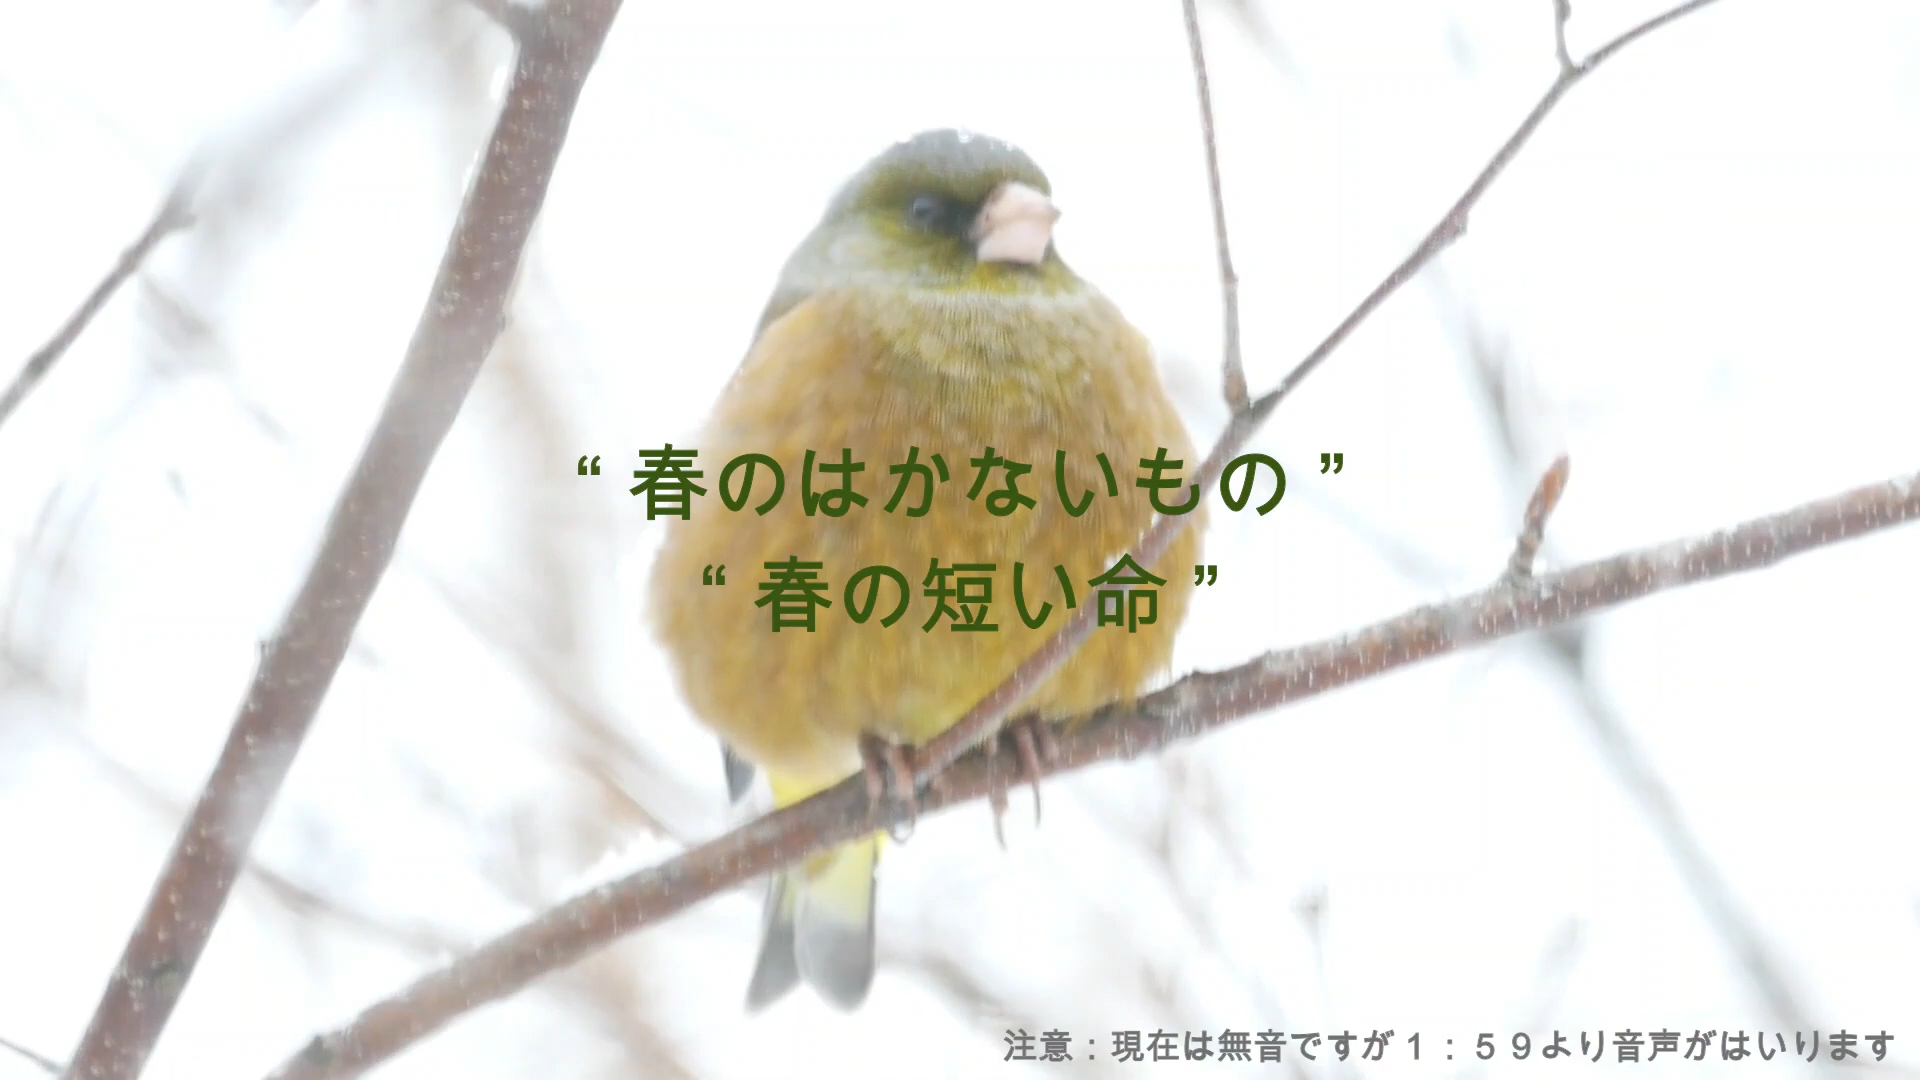 “ 春のはかないもの ”
“ 春の短い命 ”
注意：現在は無音ですが１：５９より音声がはいります